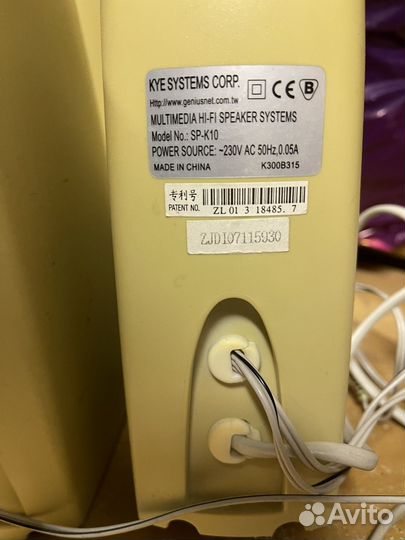 KYE SYSTEMS CORP.
Http://www.geniusnet.com.tw
MULTIMEDIA HI-FI SPEAKER SYSTEMS
Model No.: SP-K10
POWER SOURCE: ~230V AC 50Hz,0.05A
MADE IN CHINA K300B315
CE B
专利号
PATENT NO. ZL 01 3 18485. 7
ZJDI07115930
Avito